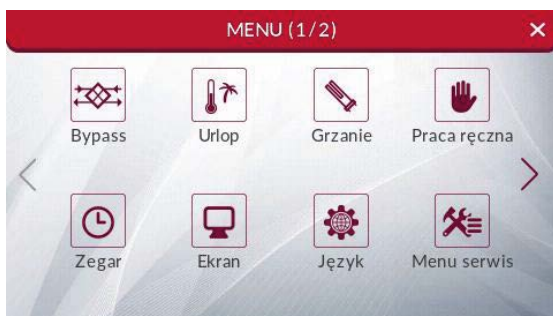 MENU (1/2)
Bypass Urlop Grzanie Praca ręczna
Zegar Ekran Język Menu serwis